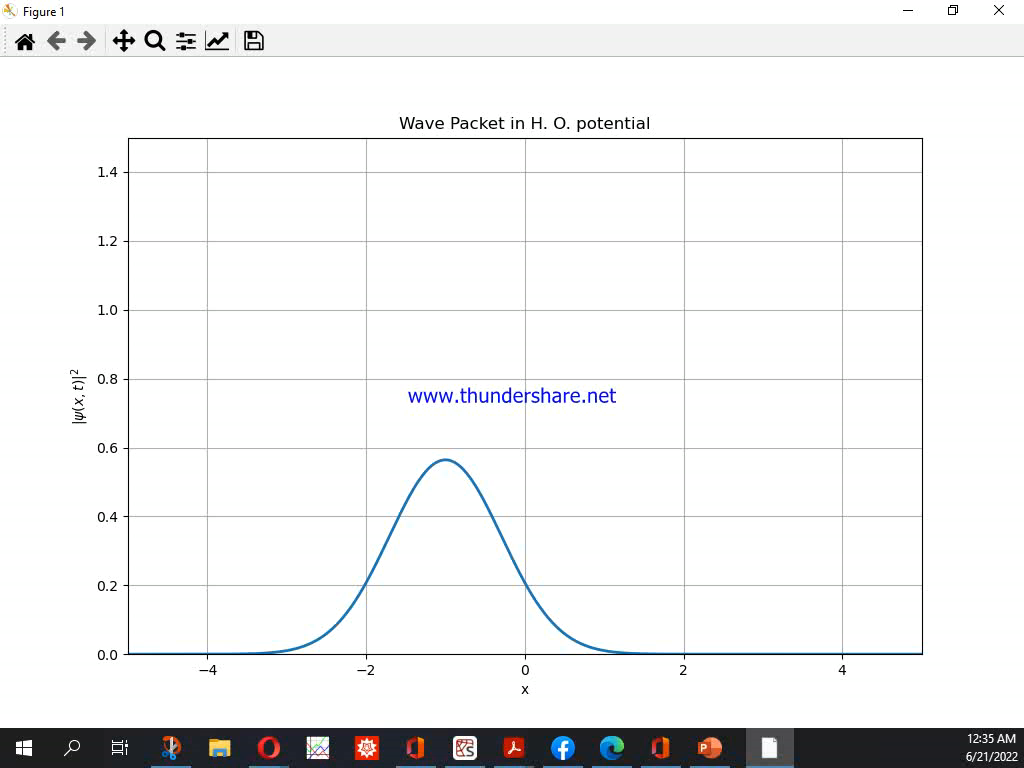 Figure 1
Wave Packet in H. O. potential
1.4
1.2
1.0
0.8
0.6
0.4
0.2
0.0
|ψ(x, t)|²
www.thundershare.net
−4
−2
0
2
4
x
12:35 AM
6/21/2022